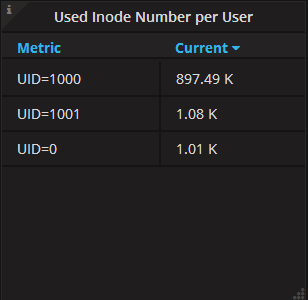 Used Inode Number per User
Metric Current
UID=1000 897.49 K
UID=1001 1.08 K
UID=0 1.01 K